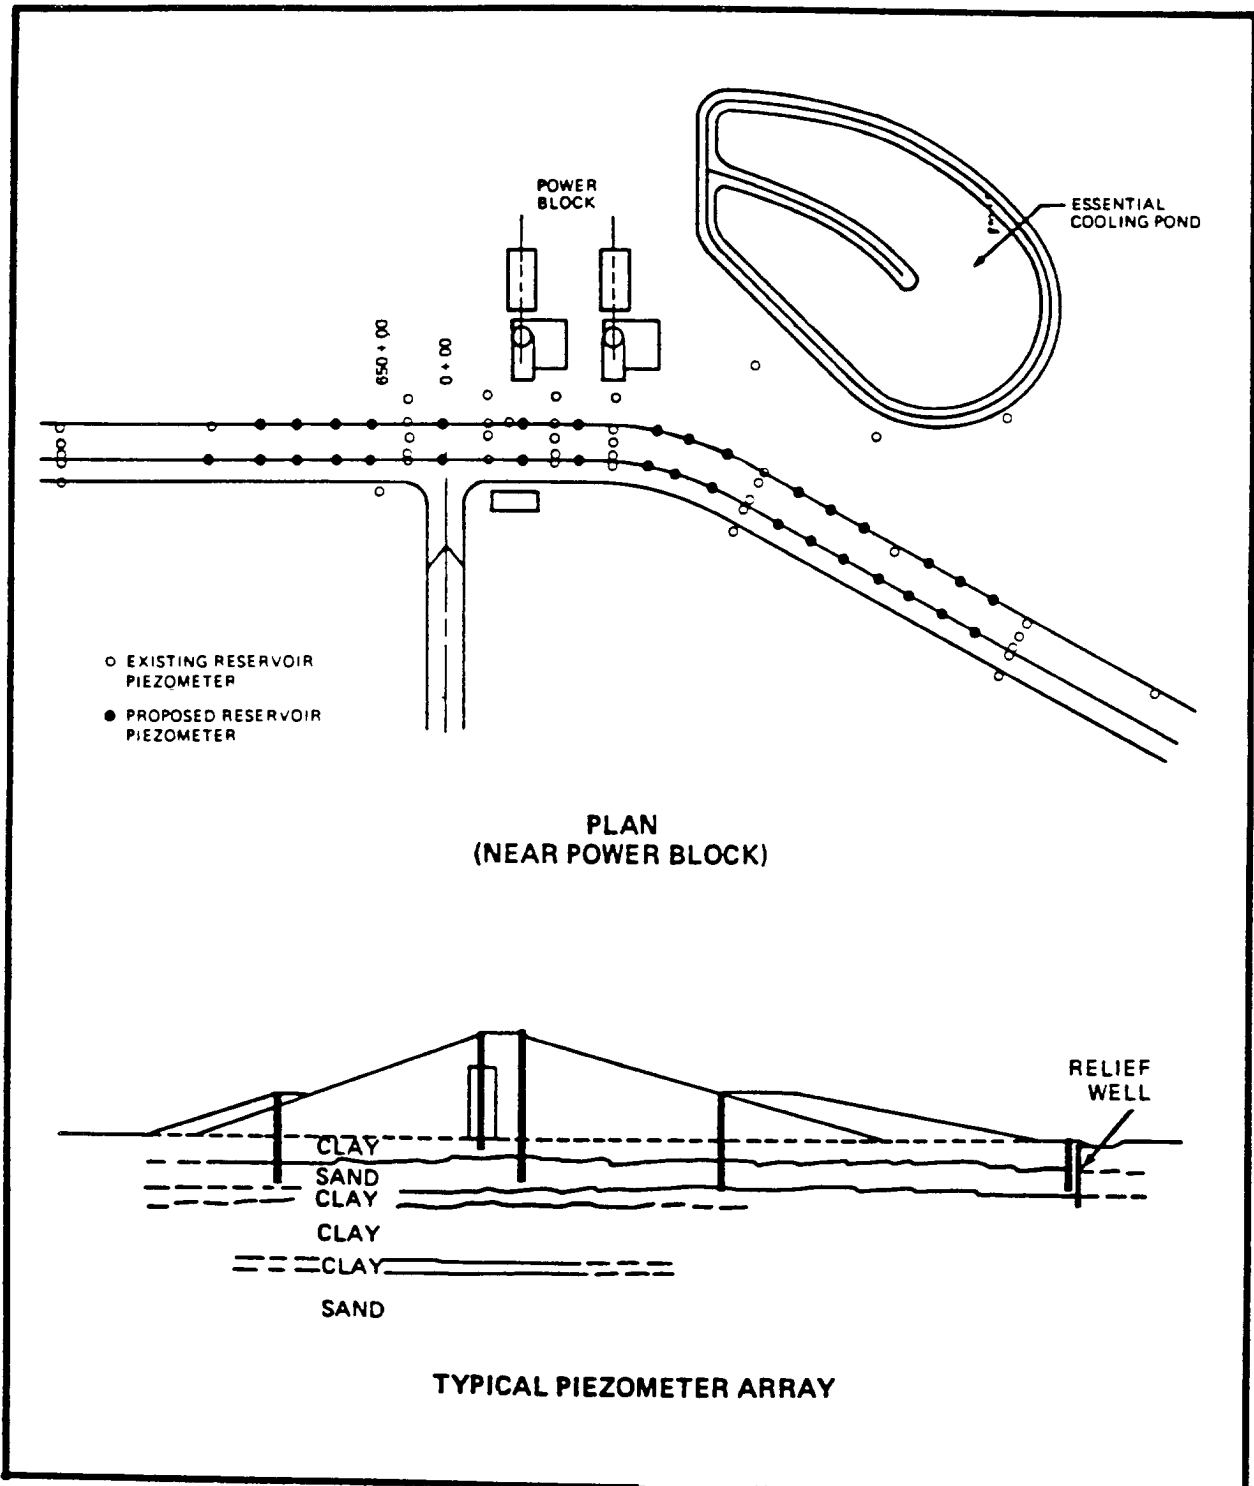 POWER
BLOCK
ESSENTIAL
COOLING POND
650 + 00
0 + 00
○ EXISTING RESERVOIR
PIEZOMETER
● PROPOSED RESERVOIR
PIEZOMETER
PLAN
(NEAR POWER BLOCK)
RELIEF
WELL
CLAY
SAND
CLAY
CLAY
CLAY
SAND
TYPICAL PIEZOMETER ARRAY